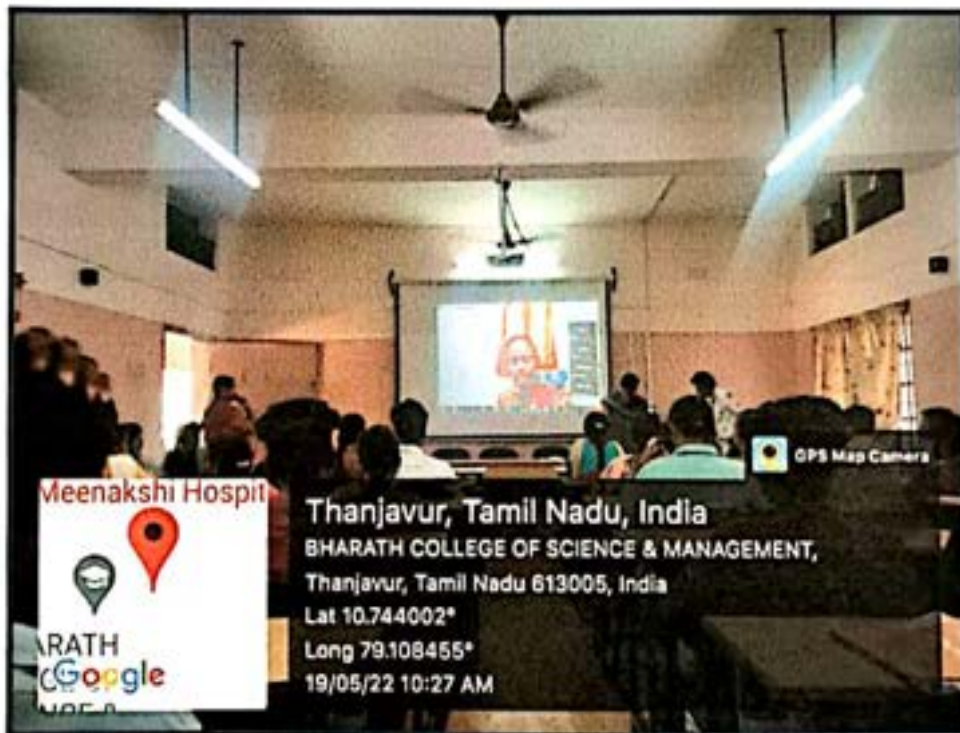 GPS Map Camera
Meenakshi Hospit
ARATH
Google
Thanjavur, Tamil Nadu, India
BHARATH COLLEGE OF SCIENCE & MANAGEMENT,
Thanjavur, Tamil Nadu 613005, India
Lat 10.744002°
Long 79.108455°
19/05/22 10:27 AM